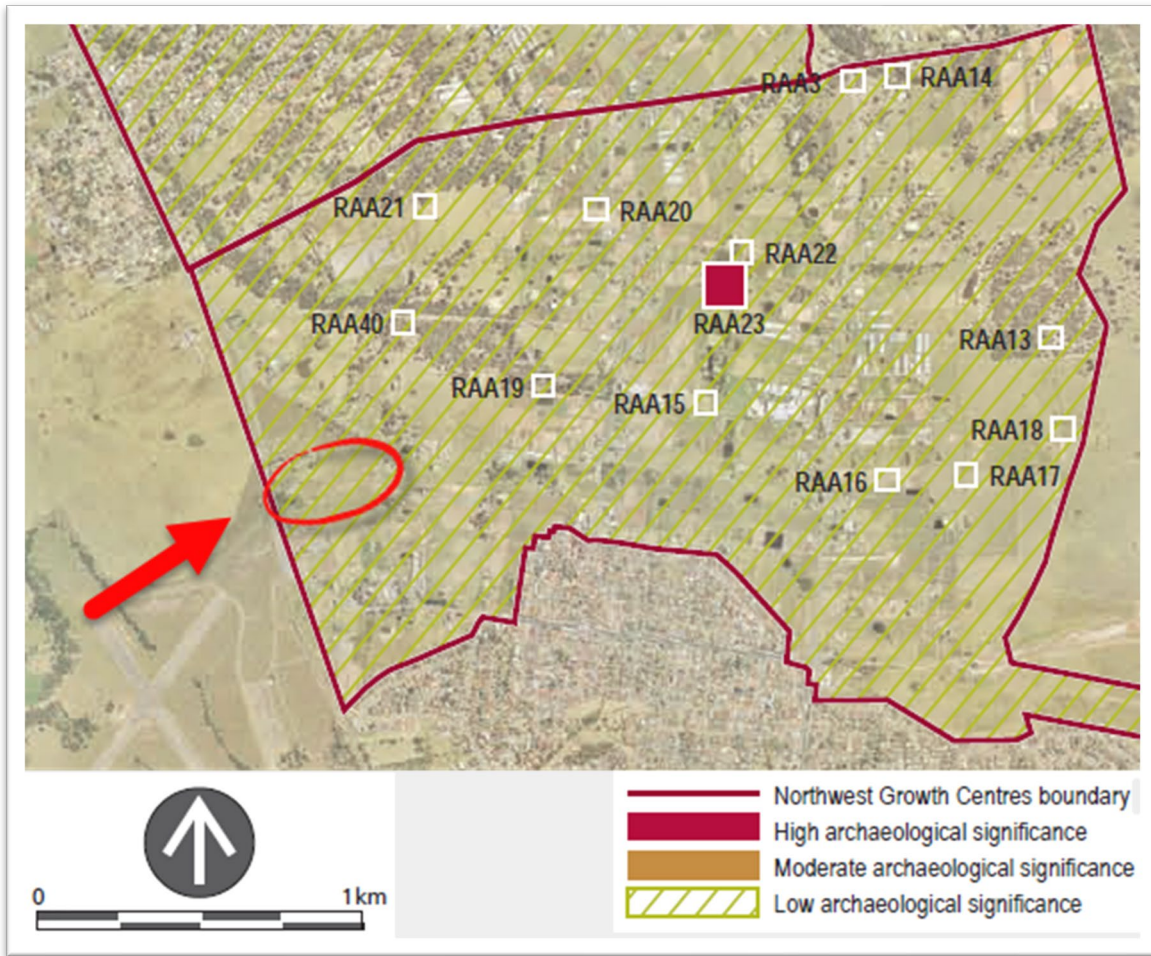 RAA3
RAA14
RAA21
RAA20
RAA22
RAA40
RAA23
RAA13
RAA19
RAA15
RAA18
RAA16
RAA17
0 1km
Northwest Growth Centres boundary
High archaeological significance
Moderate archaeological significance
Low archaeological significance